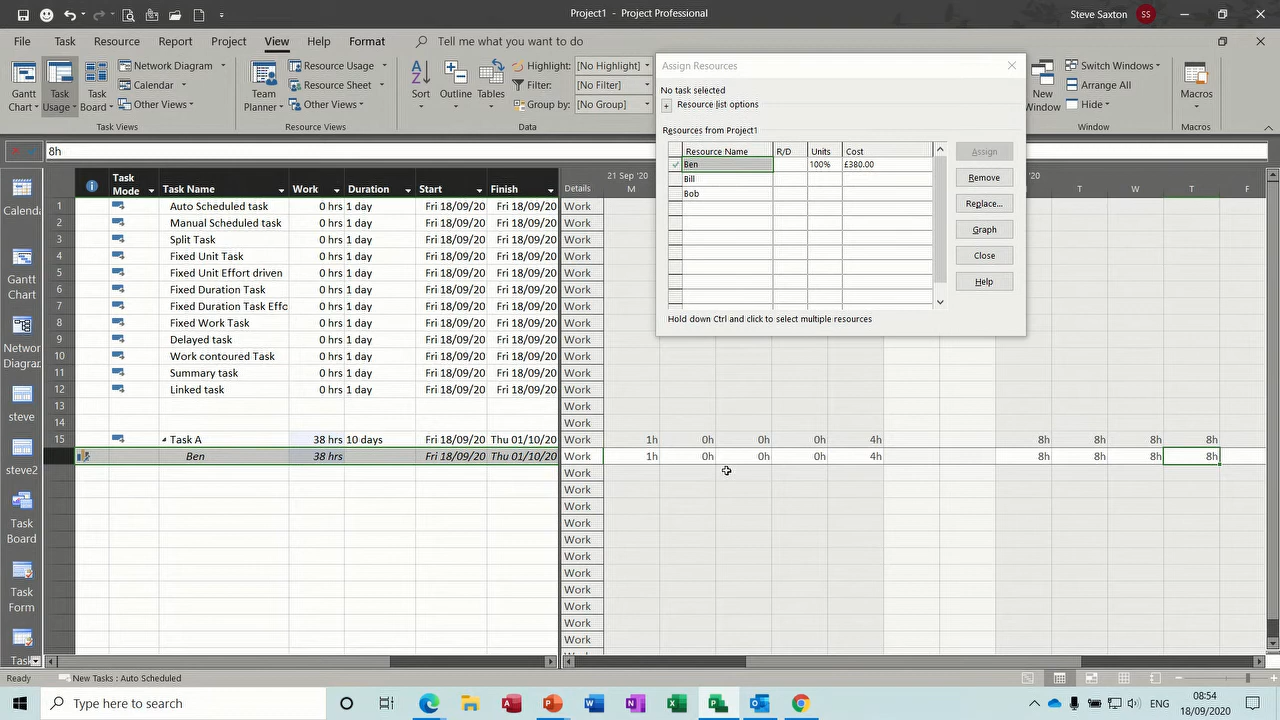 Project1 - Project Professional
Steve Saxton SS
File Task Resource Report Project View Help Format Tell me what you want to do
Gantt Chart
Task Usage
Task Board
Network Diagram
Calendar
Other Views
Task Views
Team Planner
Resource Usage
Resource Sheet
Other Views
Resource Views
Sort
Outline
Tables
Highlight: [No Highlight]
Filter: [No Filter]
Group by: [No Group]
Data
New Window
Switch Windows
Arrange All
Hide
Window
Macros
Macros
Assign Resources
No task selected
+ Resource list options
Resources from Project1
Resource Name R/D Units Cost
Ben 100% £380.00
Bill
Bob
Assign
Remove
Replace...
Graph
Close
Help
Hold down Ctrl and click to select multiple resources
8h
Task Mode Task Name Work Duration Start Finish Details
21 Sep '20 '20
M T W T F
1 Auto Scheduled task 0 hrs 1 day Fri 18/09/20 Fri 18/09/20 Work
2 Manual Scheduled task 0 hrs 1 day Fri 18/09/20 Fri 18/09/20 Work
3 Split Task 0 hrs 1 day Fri 18/09/20 Fri 18/09/20 Work
4 Fixed Unit Task 0 hrs 1 day Fri 18/09/20 Fri 18/09/20 Work
5 Fixed Unit Effort driven 0 hrs 1 day Fri 18/09/20 Fri 18/09/20 Work
6 Fixed Duration Task 0 hrs 1 day Fri 18/09/20 Fri 18/09/20 Work
7 Fixed Duration Task Effo 0 hrs 1 day Fri 18/09/20 Fri 18/09/20 Work
8 Fixed Work Task 0 hrs 1 day Fri 18/09/20 Fri 18/09/20 Work
9 Delayed task 0 hrs 1 day Fri 18/09/20 Fri 18/09/20 Work
10 Work contoured Task 0 hrs 1 day Fri 18/09/20 Fri 18/09/20 Work
11 Summary task 0 hrs 1 day Fri 18/09/20 Fri 18/09/20 Work
12 Linked task 0 hrs 1 day Fri 18/09/20 Fri 18/09/20 Work
13 Work
14 Work
15 Task A 38 hrs 10 days Fri 18/09/20 Thu 01/10/20 Work 1h 0h 0h 0h 4h 8h 8h 8h 8h
Ben 38 hrs Fri 18/09/20 Thu 01/10/20 Work 1h 0h 0h 0h 4h 8h 8h 8h 8h
Work
Work
Work
Work
Work
Work
Work
Work
Work
Work
Work
Calenda
Gantt Chart
Network Diagra
steve
steve2
Task Board
Task Form
Task
Ready New Tasks : Auto Scheduled
Type here to search
ENG
08:54
18/09/2020